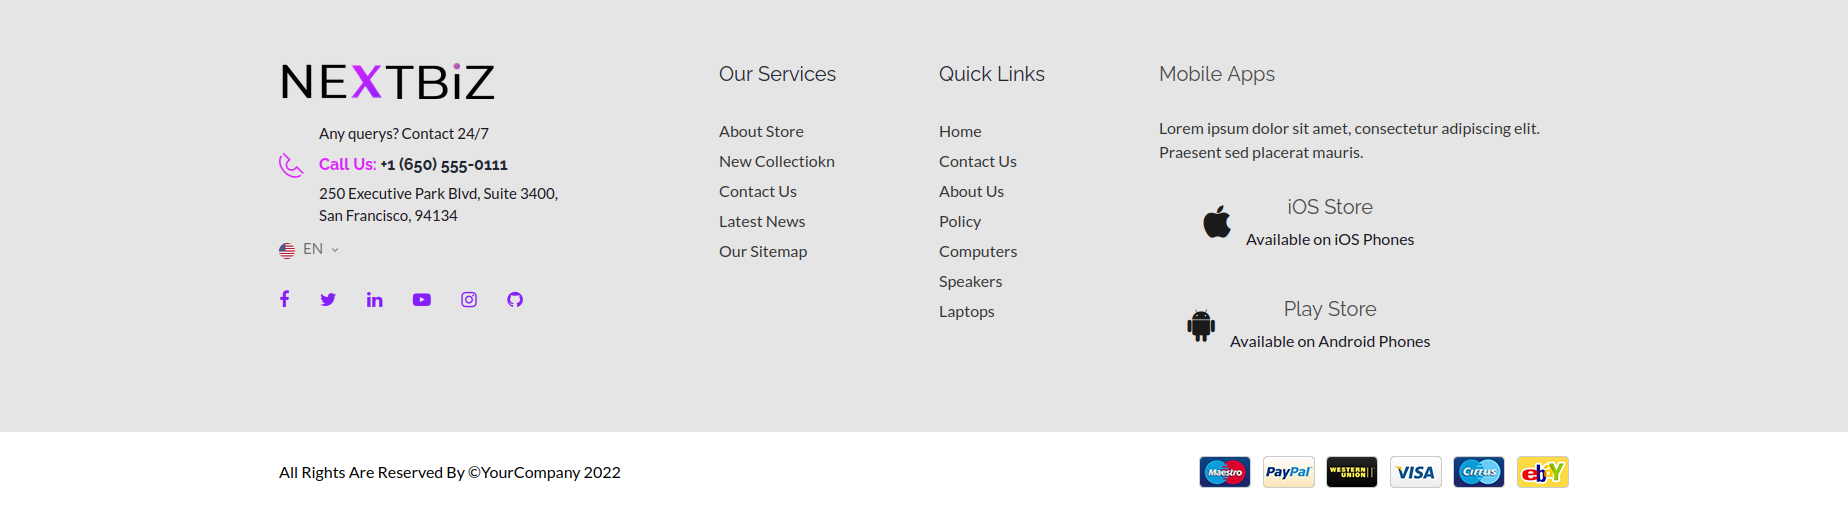 NEXTBiZ
Any querys? Contact 24/7
Call Us: +1 (650) 555-0111
250 Executive Park Blvd, Suite 3400,
San Francisco, 94134
EN
Our Services
About Store
New Collectiokn
Contact Us
Latest News
Our Sitemap
Quick Links
Home
Contact Us
About Us
Policy
Computers
Speakers
Laptops
Mobile Apps
Lorem ipsum dolor sit amet, consectetur adipiscing elit.
Praesent sed placerat mauris.
iOS Store
Available on iOS Phones
Play Store
Available on Android Phones
All Rights Are Reserved By ©YourCompany 2022
Maestro
PayPal
WESTERN
UNION
VISA
Cirrus
ebY